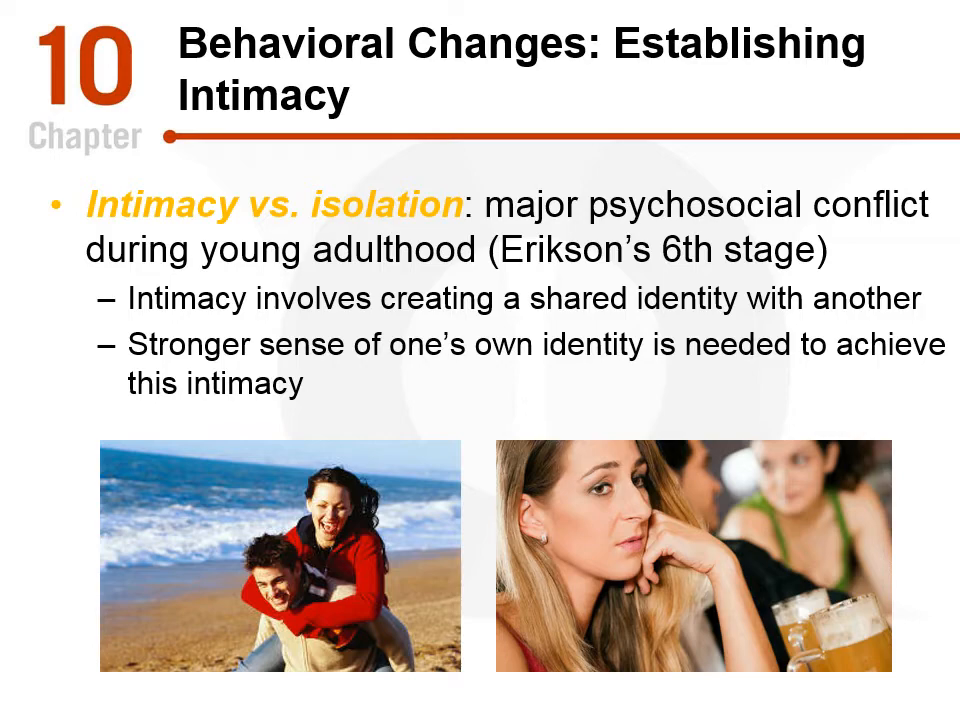 10
Chapter
Behavioral Changes: Establishing
Intimacy
• Intimacy vs. isolation: major psychosocial conflict
during young adulthood (Erikson’s 6th stage)
– Intimacy involves creating a shared identity with another
– Stronger sense of one’s own identity is needed to achieve
this intimacy